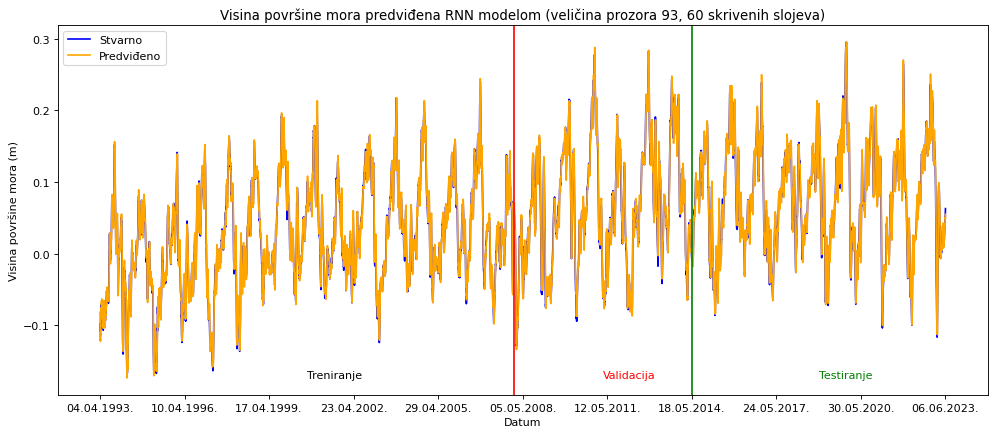 Visina površine mora predviđena RNN modelom (veličina prozora 93, 60 skrivenih slojeva)
Stvarno
Predviđeno
Visina površine mora (m)
0.3
0.2
0.1
0.0
−0.1
Treniranje
Validacija
Testiranje
04.04.1993.
10.04.1996.
17.04.1999.
23.04.2002.
29.04.2005.
05.05.2008.
12.05.2011.
18.05.2014.
24.05.2017.
30.05.2020.
06.06.2023.
Datum